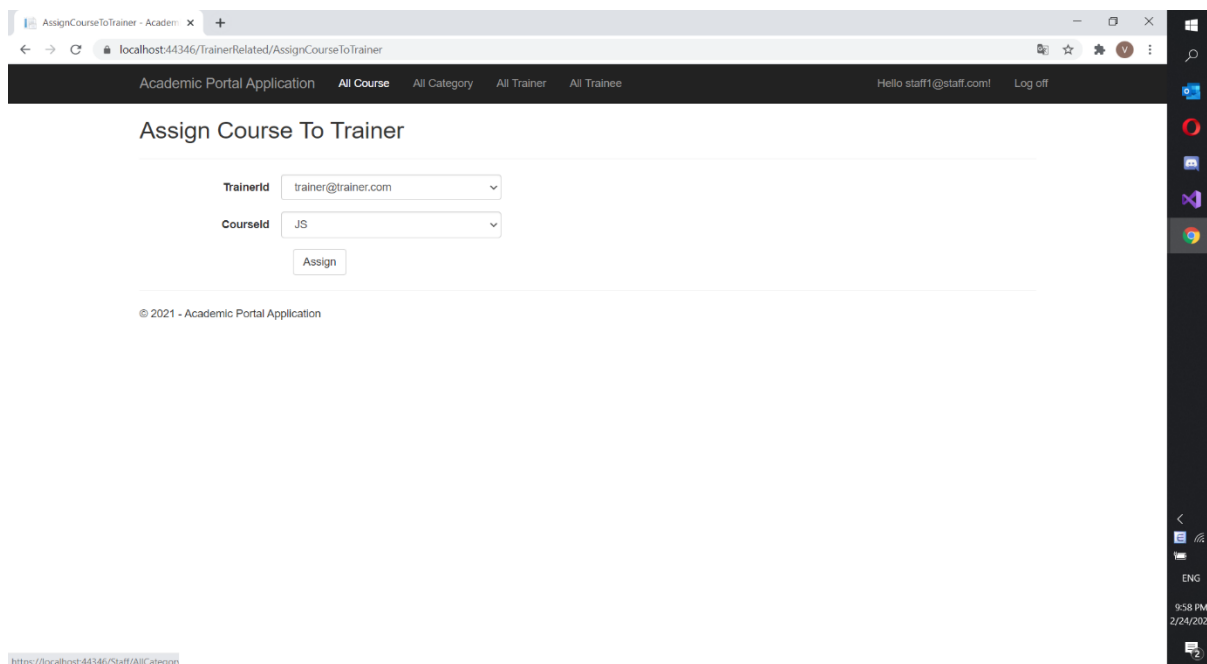 AssignCourseToTrainer - Academ
localhost:44346/TrainerRelated/AssignCourseToTrainer
V
Academic Portal Application All Course All Category All Trainer All Trainee Hello staff1@staff.com! Log off
Assign Course To Trainer
TrainerId trainer@trainer.com
CourseId JS
Assign
© 2021 - Academic Portal Application
ENG
9:58 PM
2/24/202
2
https://localhost:44346/Staff/AllCategory